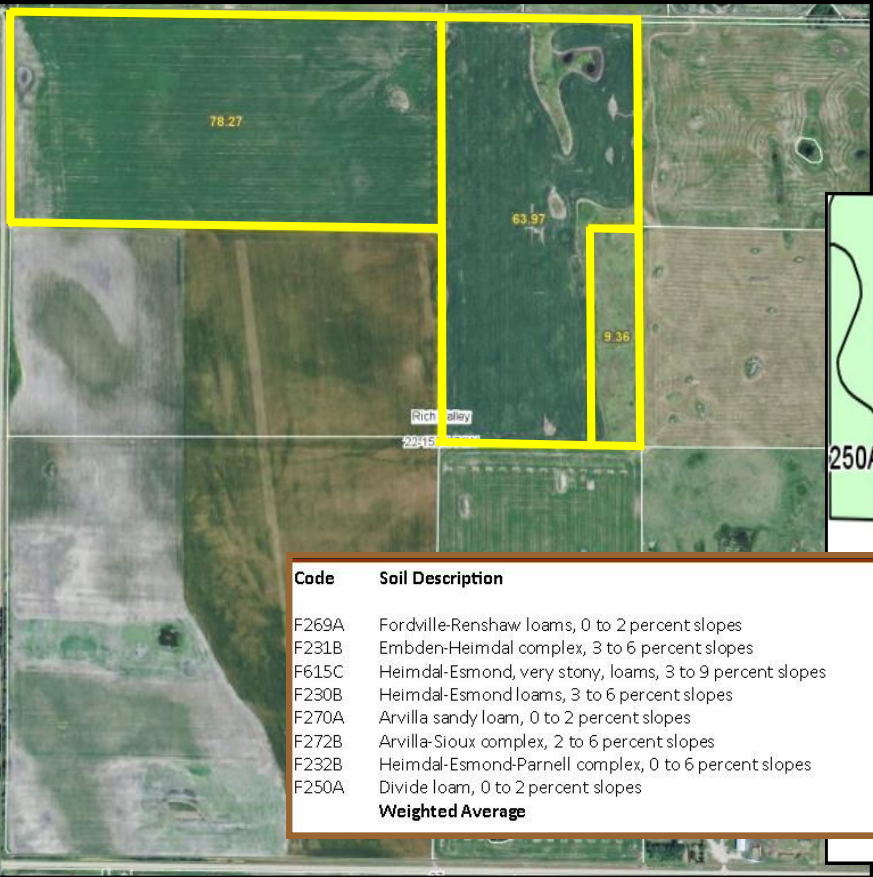 78.27
63.97
9.36
Rich alley
22-15
250A
Code Soil Description
F269A Fordville-Renshaw loams, 0 to 2 percent slopes
F231B Embden-Heimdal complex, 3 to 6 percent slopes
F615C Heimdal-Esmond, very stony, loams, 3 to 9 percent slopes
F230B Heimdal-Esmond loams, 3 to 6 percent slopes
F270A Arvilla sandy loam, 0 to 2 percent slopes
F272B Arvilla-Sioux complex, 2 to 6 percent slopes
F232B Heimdal-Esmond-Parnell complex, 0 to 6 percent slopes
F250A Divide loam, 0 to 2 percent slopes
Weighted Average